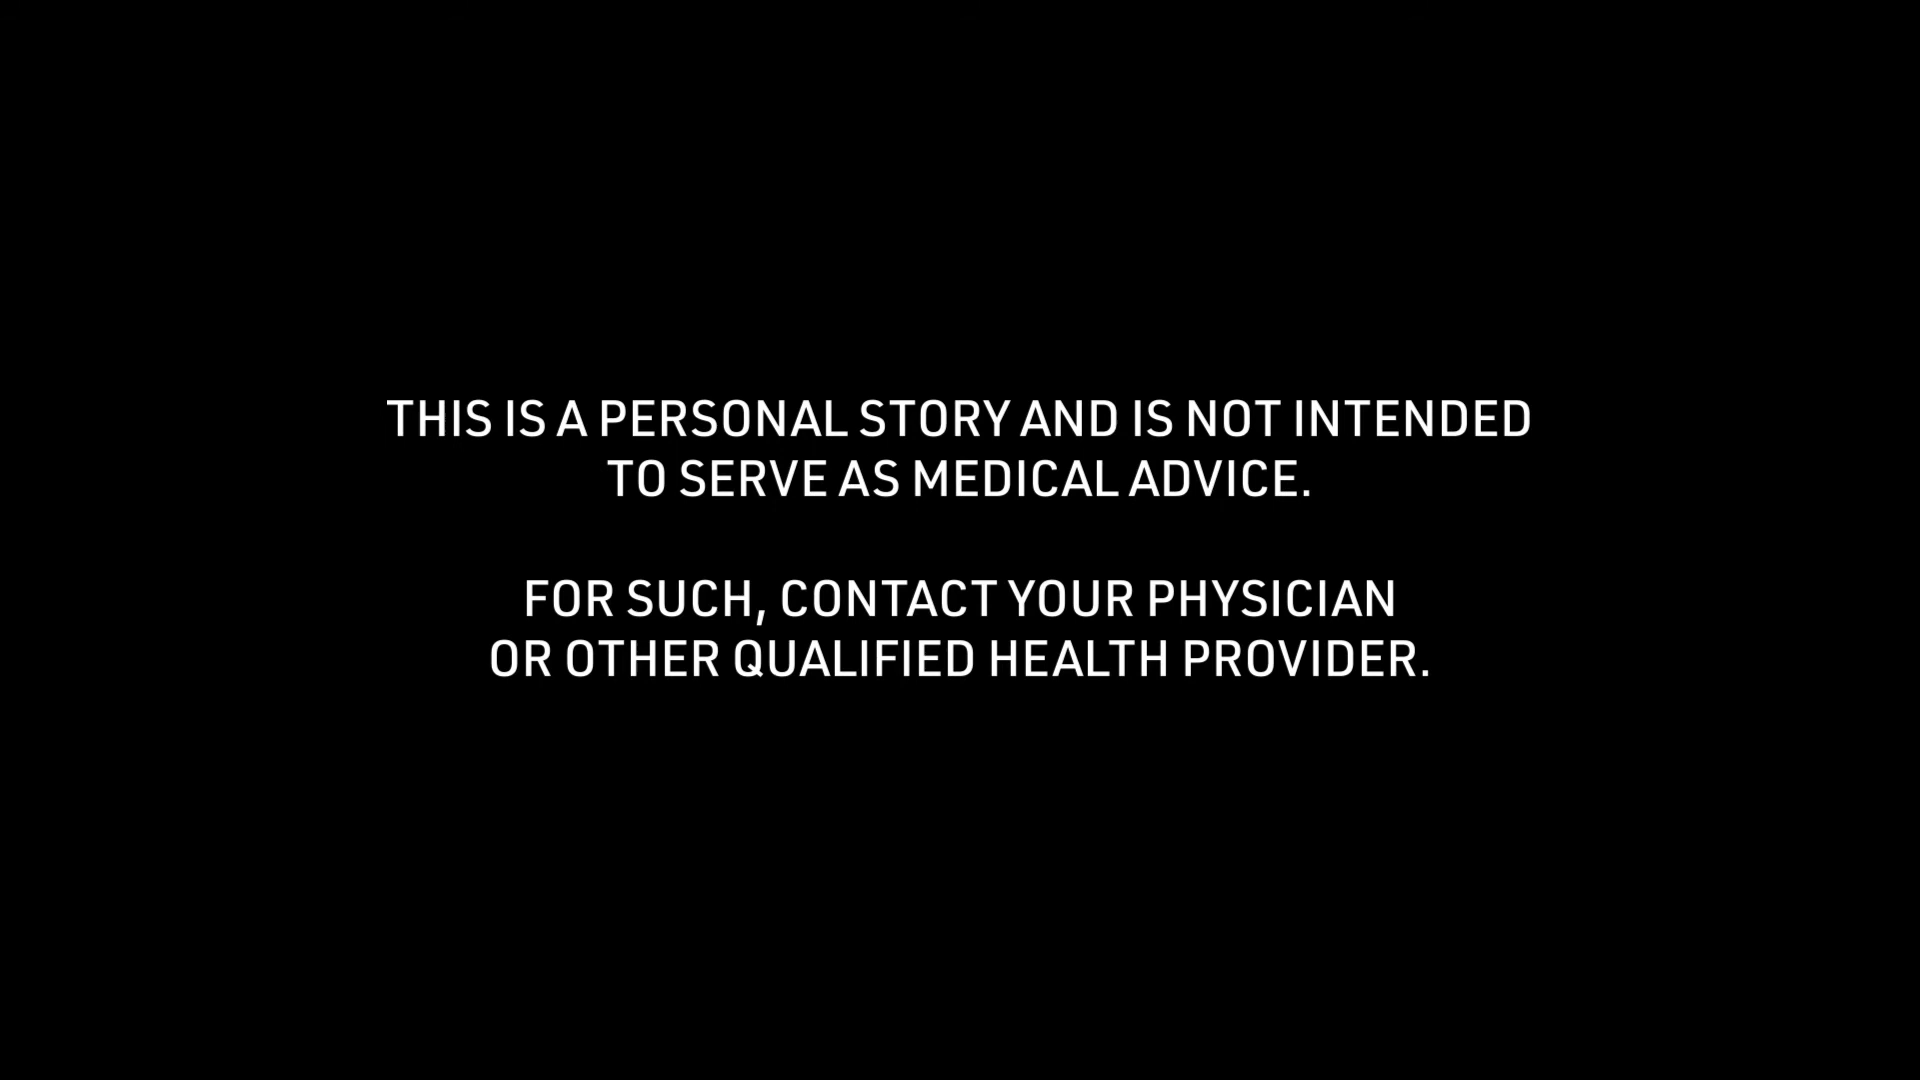 THIS IS A PERSONAL STORY AND IS NOT INTENDED
TO SERVE AS MEDICAL ADVICE.
FOR SUCH, CONTACT YOUR PHYSICIAN
OR OTHER QUALIFIED HEALTH PROVIDER.